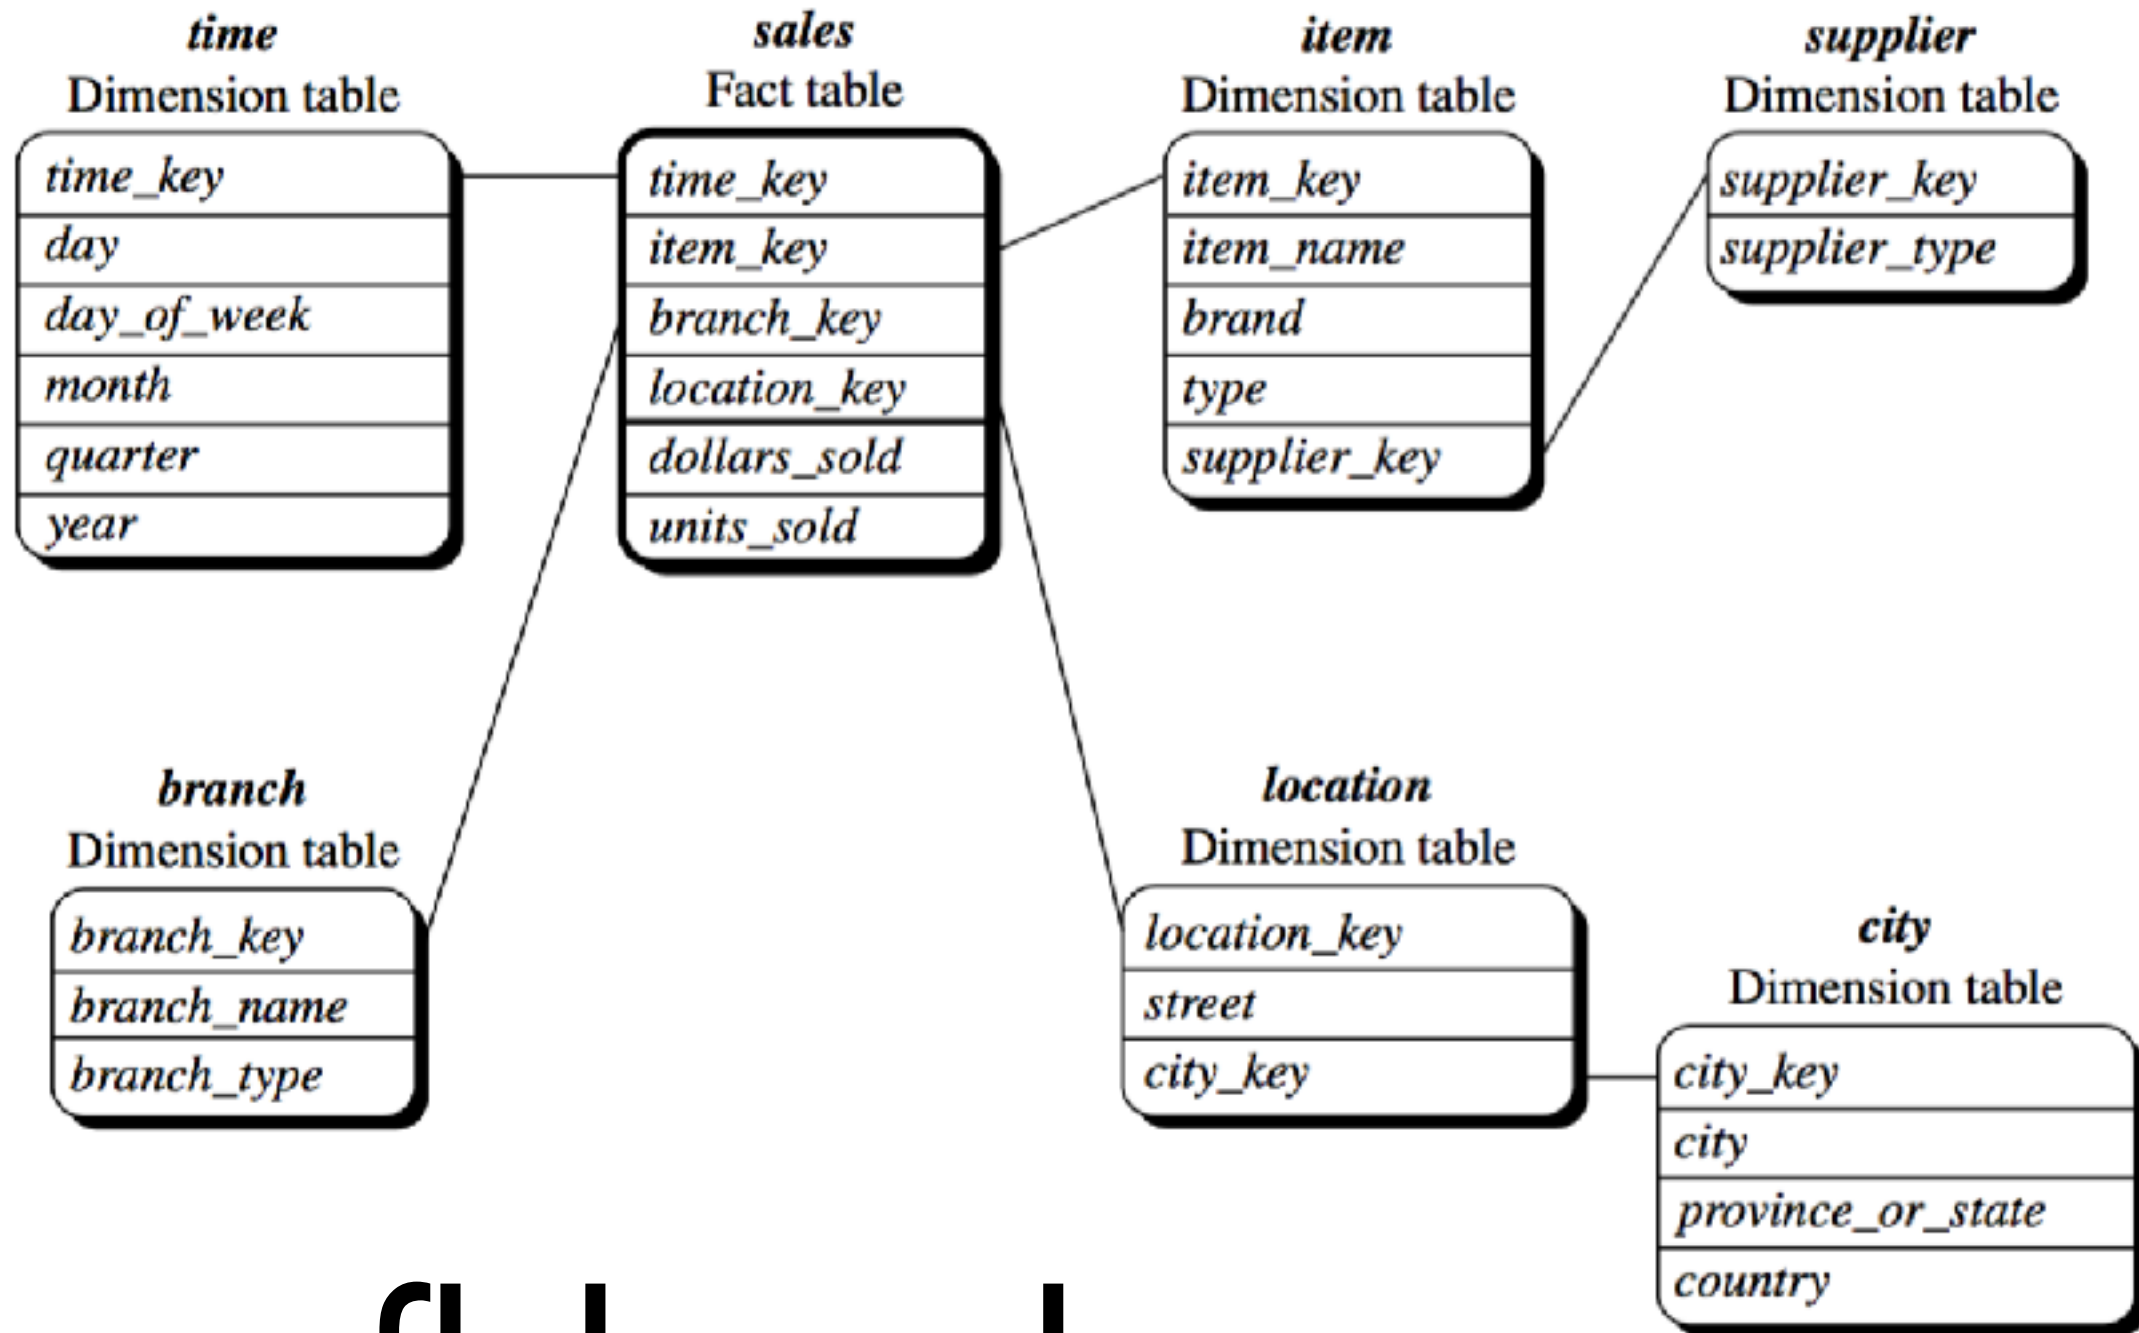 time
Dimension table
time_key
day
day_of_week
month
quarter
year
sales
Fact table
time_key
item_key
branch_key
location_key
dollars_sold
units_sold
item
Dimension table
item_key
item_name
brand
type
supplier_key
supplier
Dimension table
supplier_key
supplier_type
branch
Dimension table
branch_key
branch_name
branch_type
location
Dimension table
location_key
street
city_key
city
Dimension table
city_key
city
province_or_state
country